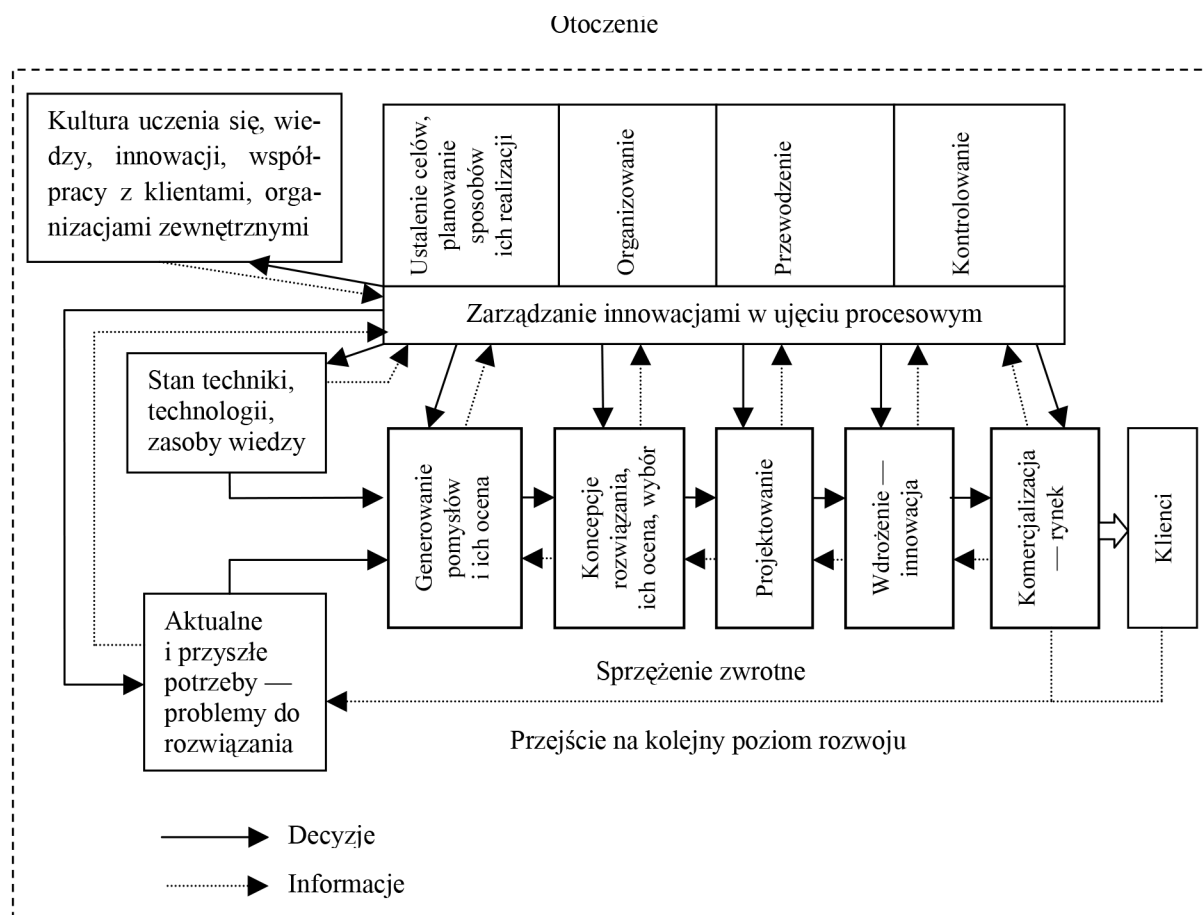 Otoczenie
Kultura uczenia się, wie-
dzy, innowacji, współ-
pracy z klientami, orga-
nizacjami zewnętrznymi
Ustalenie celów,
planowanie
sposobów
ich realizacji
Organizowanie
Przewodzenie
Kontrolowanie
Zarządzanie innowacjami w ujęciu procesowym
Stan techniki,
technologii,
zasoby wiedzy
Generowanie
pomysłów
i ich ocena
Koncepcje
rozwiązania,
ich ocena, wybór
Projektowanie
Wdrożenie —
innowacja
Komercjalizacja
— rynek
Klienci
Aktualne
i przyszłe
potrzeby —
problemy do
rozwiązania
Sprzężenie zwrotne
Przejście na kolejny poziom rozwoju
Decyzje
Informacje